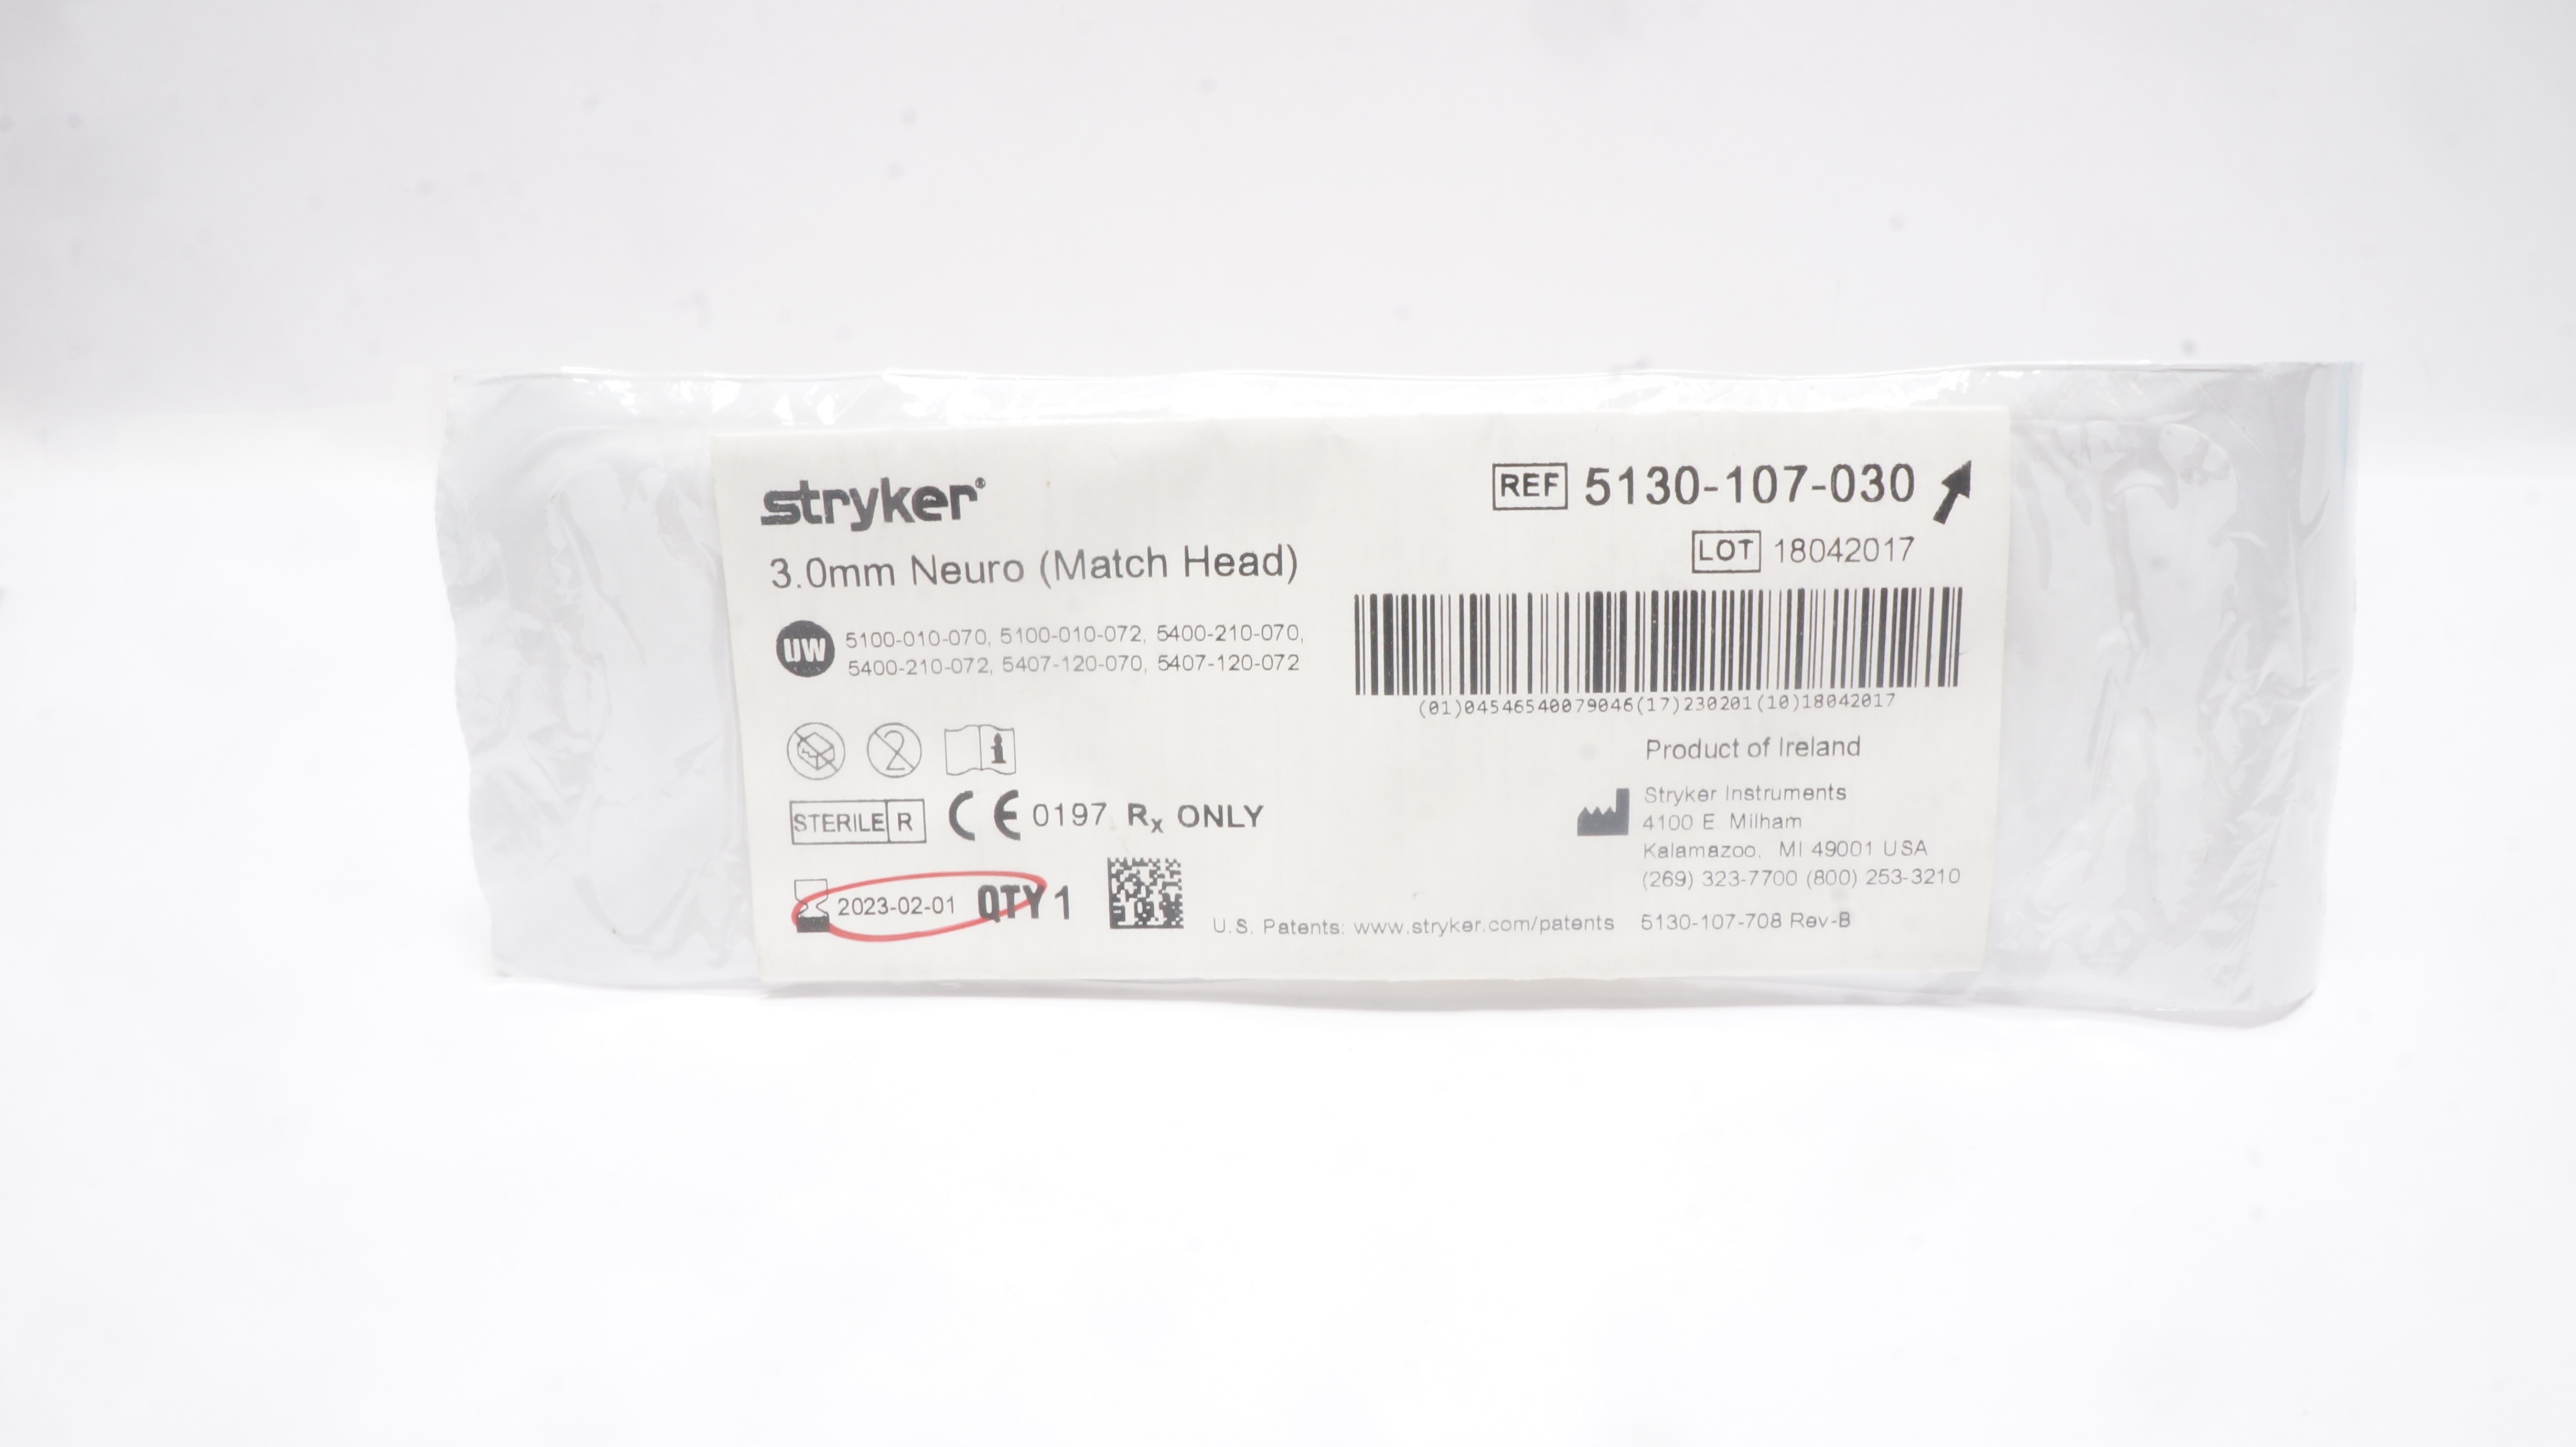 stryker®
3.0mm Neuro (Match Head)
UW
5100-010-070, 5100-010-072, 5400-210-070,
5400-210-072, 5407-120-070, 5407-120-072
2
i
STERILE R CE 0197 Rx ONLY
2023-02-01 QTY 1
REF 5130-107-030
LOT 18042017
(01)04546540079046(17)230201(10)18042017
Product of Ireland
Stryker Instruments
4100 E. Milham
Kalamazoo, MI 49001 USA
(269) 323-7700 (800) 253-3210
U.S. Patents: www.stryker.com/patents 5130-107-708 Rev-B